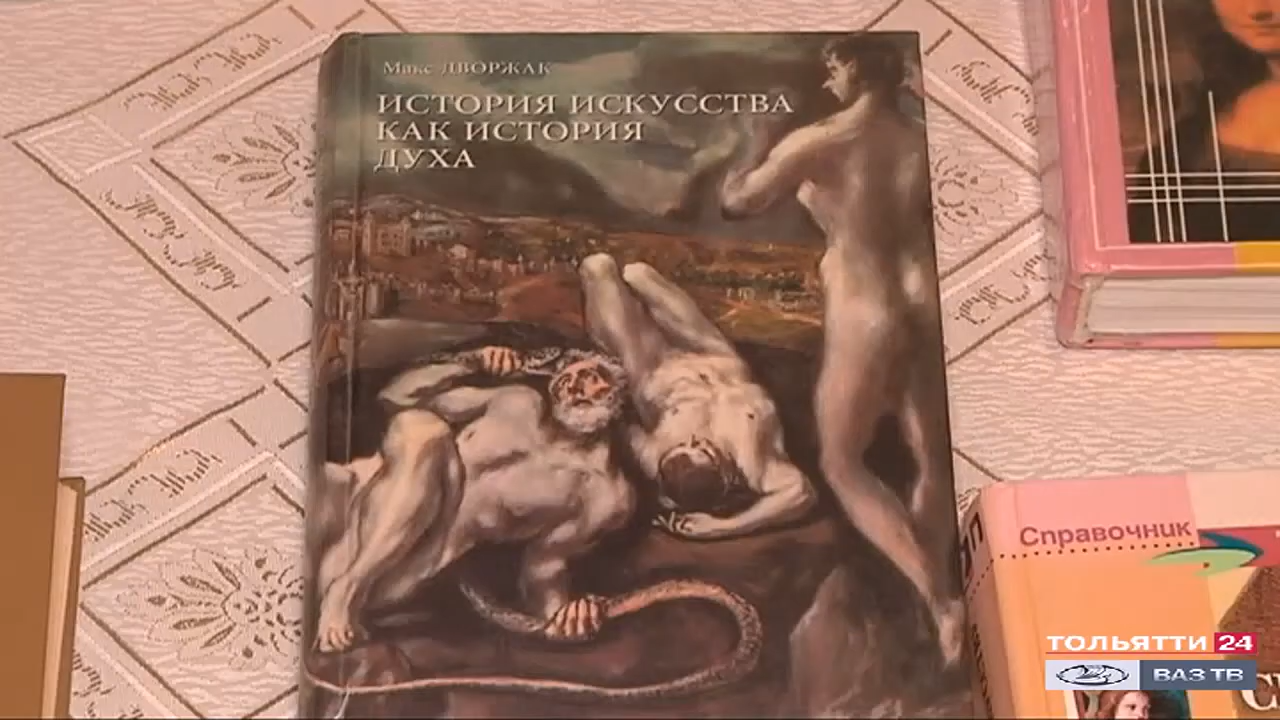 Макс ДВОРЖАК
ИСТОРИЯ ИСКУССТВА
КАК ИСТОРИЯ
ДУХА
Справочник
ТОЛЬЯТТИ 24
ВАЗ ТВ